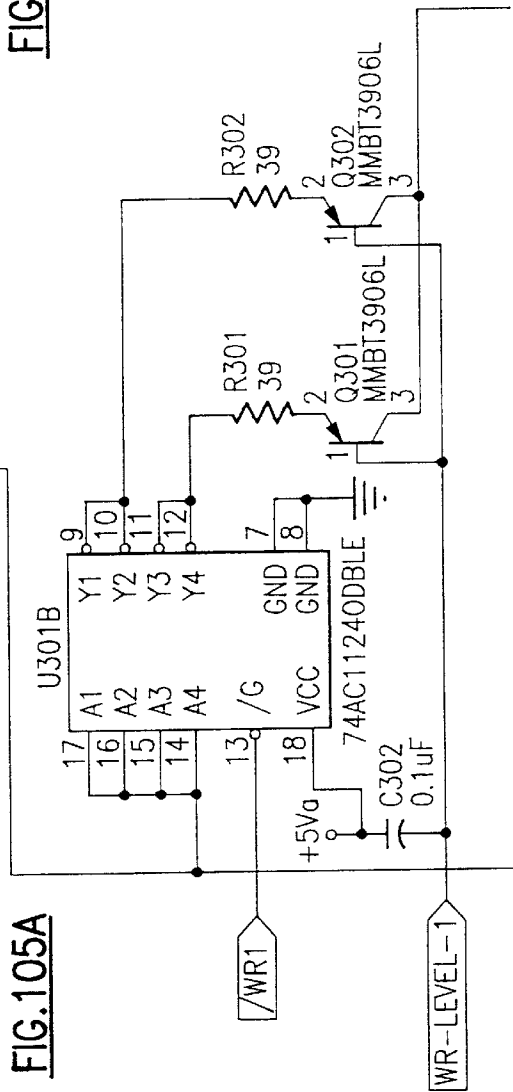 FIG.105A
FIG
U301B
17 A1 Y1 9
16 A2 Y2 10
15 A3 Y3 11
14 A4 Y4 12
13 /G GND 7
18 VCC GND 8
74AC11240DBLE
+5Va
C302
0.1uF
/WR1
WR-LEVEL-1
R301
39
R302
39
1
2
Q301
MMBT3906L
3
1
2
Q302
MMBT3906L
3